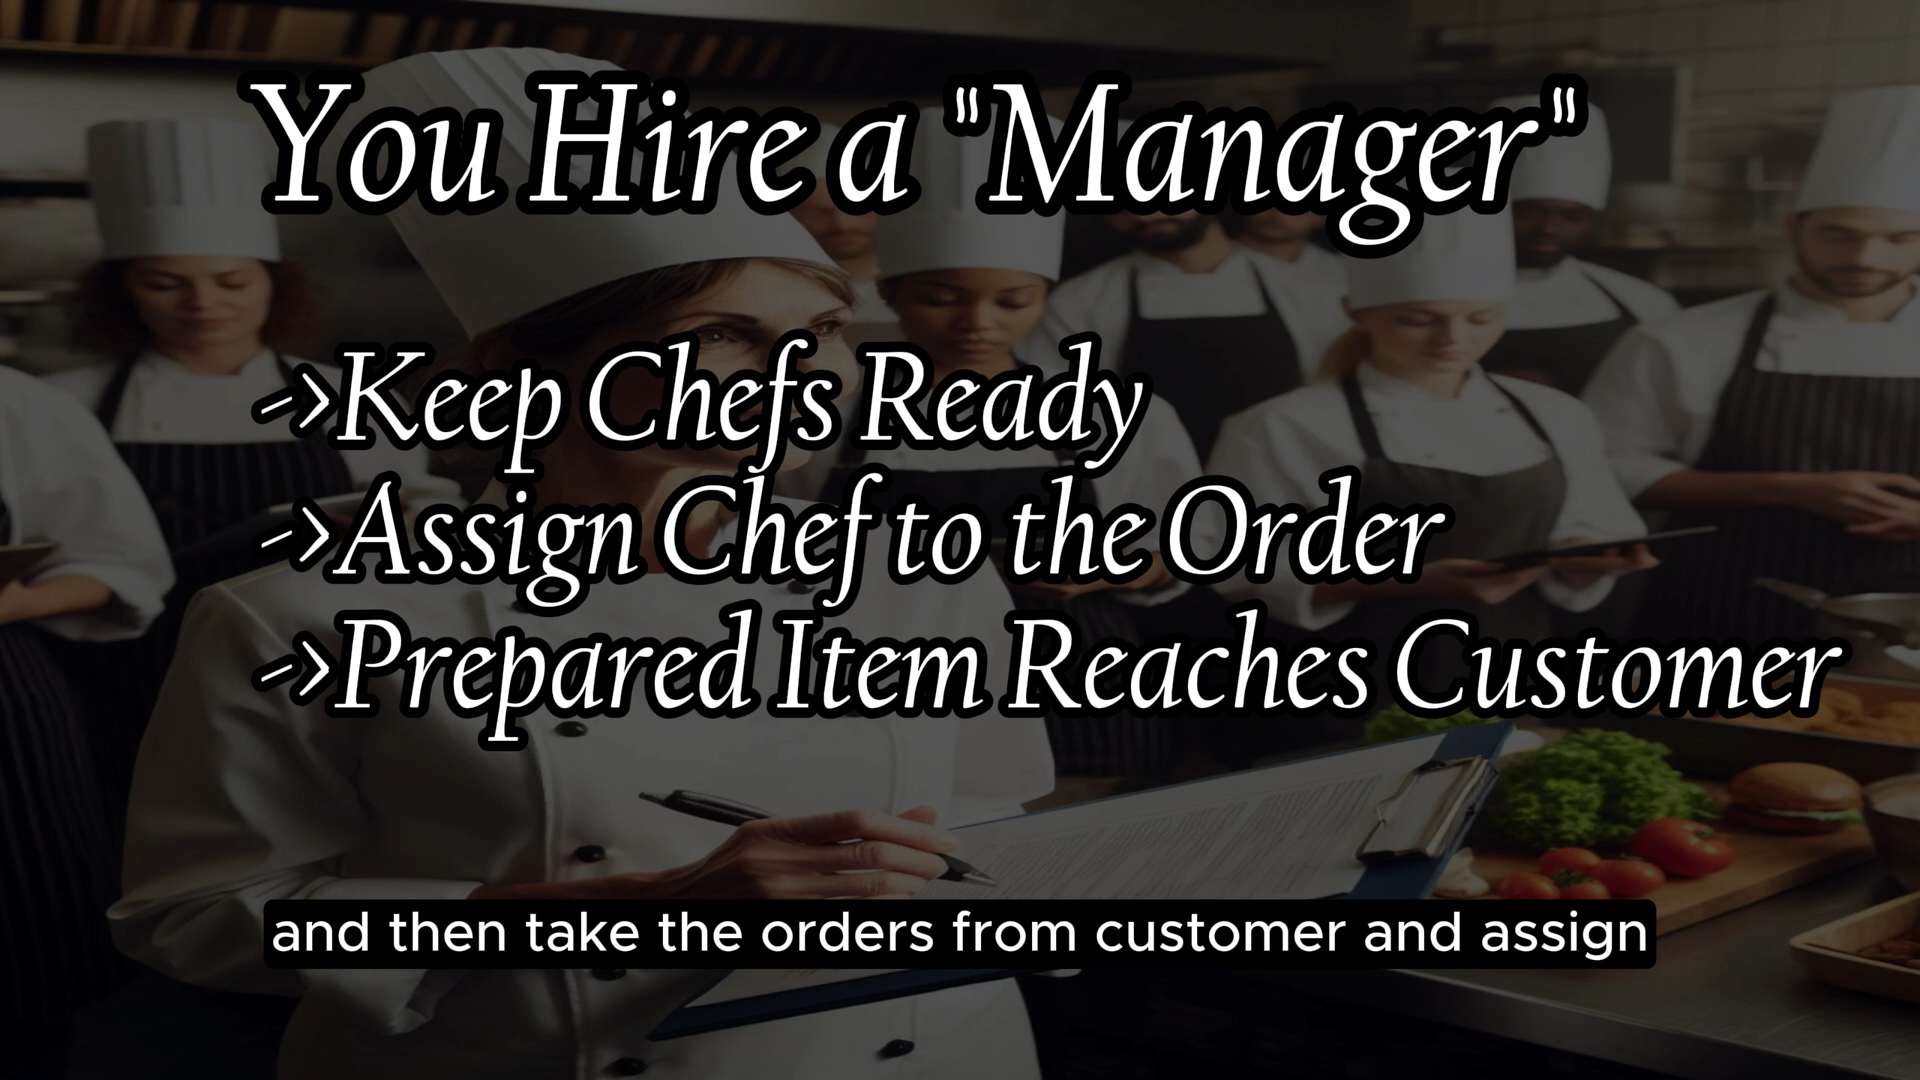 You Hire a "Manager"
->Keep Chefs Ready
->Assign Chef to the Order
->Prepared Item Reaches Customer
and then take the orders from customer and assign